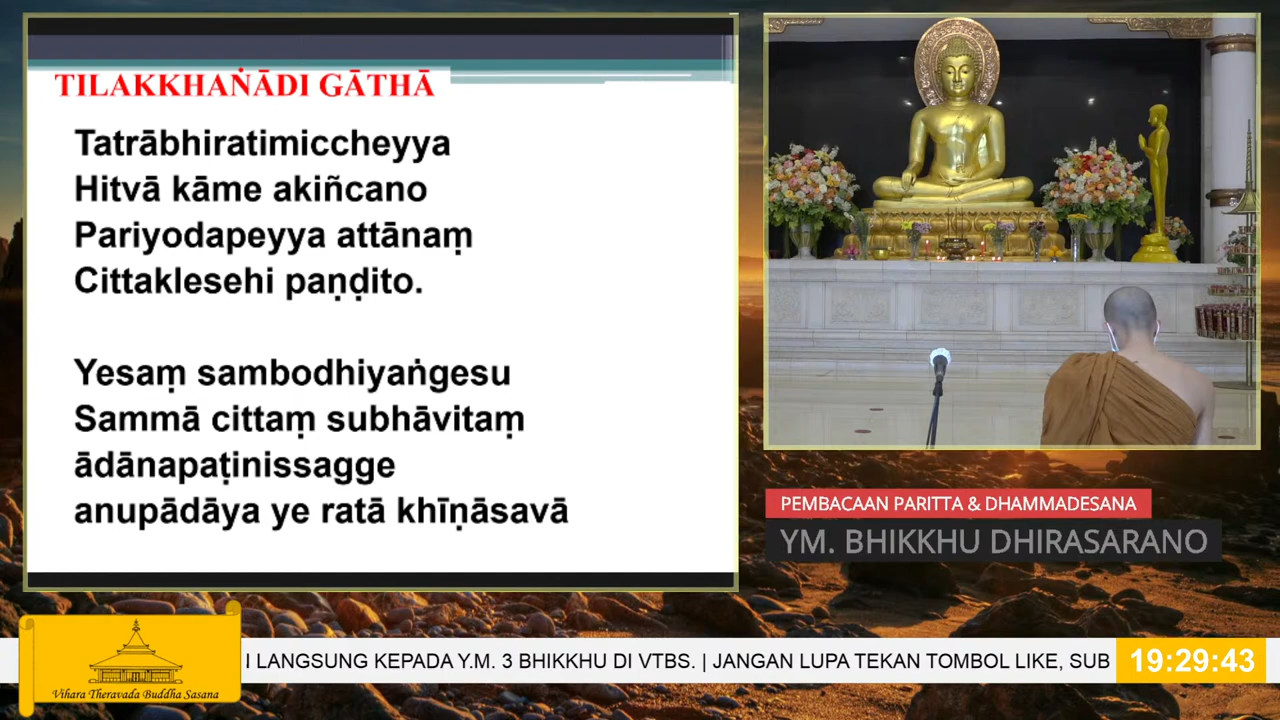 TILAKKHAṄĀDI GĀTHĀ
Tatrābhiratimiccheyya
Hitvā kāme akiñcano
Pariyodapeyya attānaṃ
Cittaklesehi paṇḍito.
Yesaṃ sambodhiyaṅgesu
Sammā cittaṃ subhāvitaṃ
ādānapaṭinissagge
anupādāya ye ratā khīṇāsavā
PEMBACAAN PARITTA & DHAMMADESANA
YM. BHIKKHU DHIRASARANO
Vihara Theravada Buddha Sasana
I LANGSUNG KEPADA Y.M. 3 BHIKKHU DI VTBS. | JANGAN LUPA TEKAN TOMBOL LIKE, SUB
19:29:43